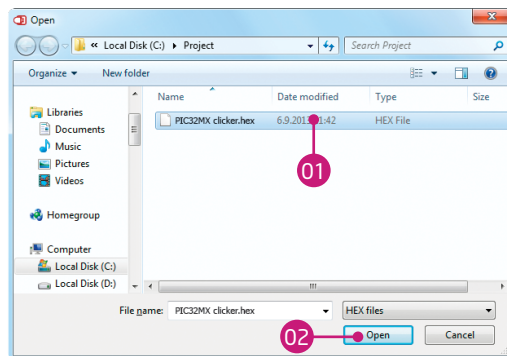 Open
« Local Disk (C:) Project Search Project
Organize New folder
Name Date modified Type Size
PIC32MX clicker.hex HEX File
Libraries
Documents
Music
Pictures
Videos
Homegroup
Computer
Local Disk (C:)
Local Disk (D:)
01
File name: PIC32MX clicker.hex HEX files
02 Open Cancel